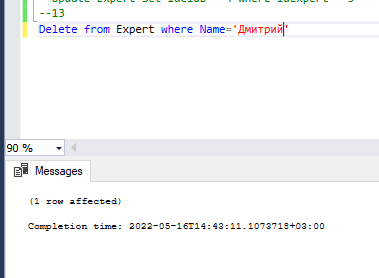 --13
Delete from Expert where Name='Дмитрий'
90 %
Messages
(1 row affected)
Completion time: 2022-05-16T14:43:11.1073718+03:00